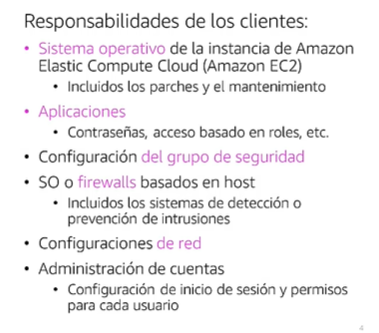 Responsabilidades de los clientes:
• Sistema operativo de la instancia de Amazon
Elastic Compute Cloud (Amazon EC2)
• Incluidos los parches y el mantenimiento
• Aplicaciones
• Contraseñas, acceso basado en roles, etc.
• Configuración del grupo de seguridad
• SO o firewalls basados en host
• Incluidos los sistemas de detección o
prevención de intrusiones
• Configuraciones de red
• Administración de cuentas
• Configuración de inicio de sesión y permisos
para cada usuario
4